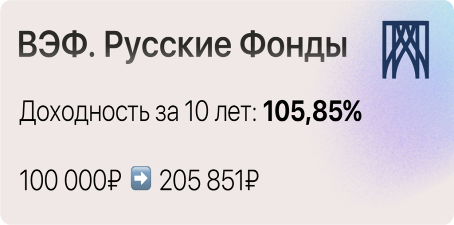 ВЭФ. Русские Фонды
Доходность за 10 лет: 105,85%
100 000₽ ➡️ 205 851₽